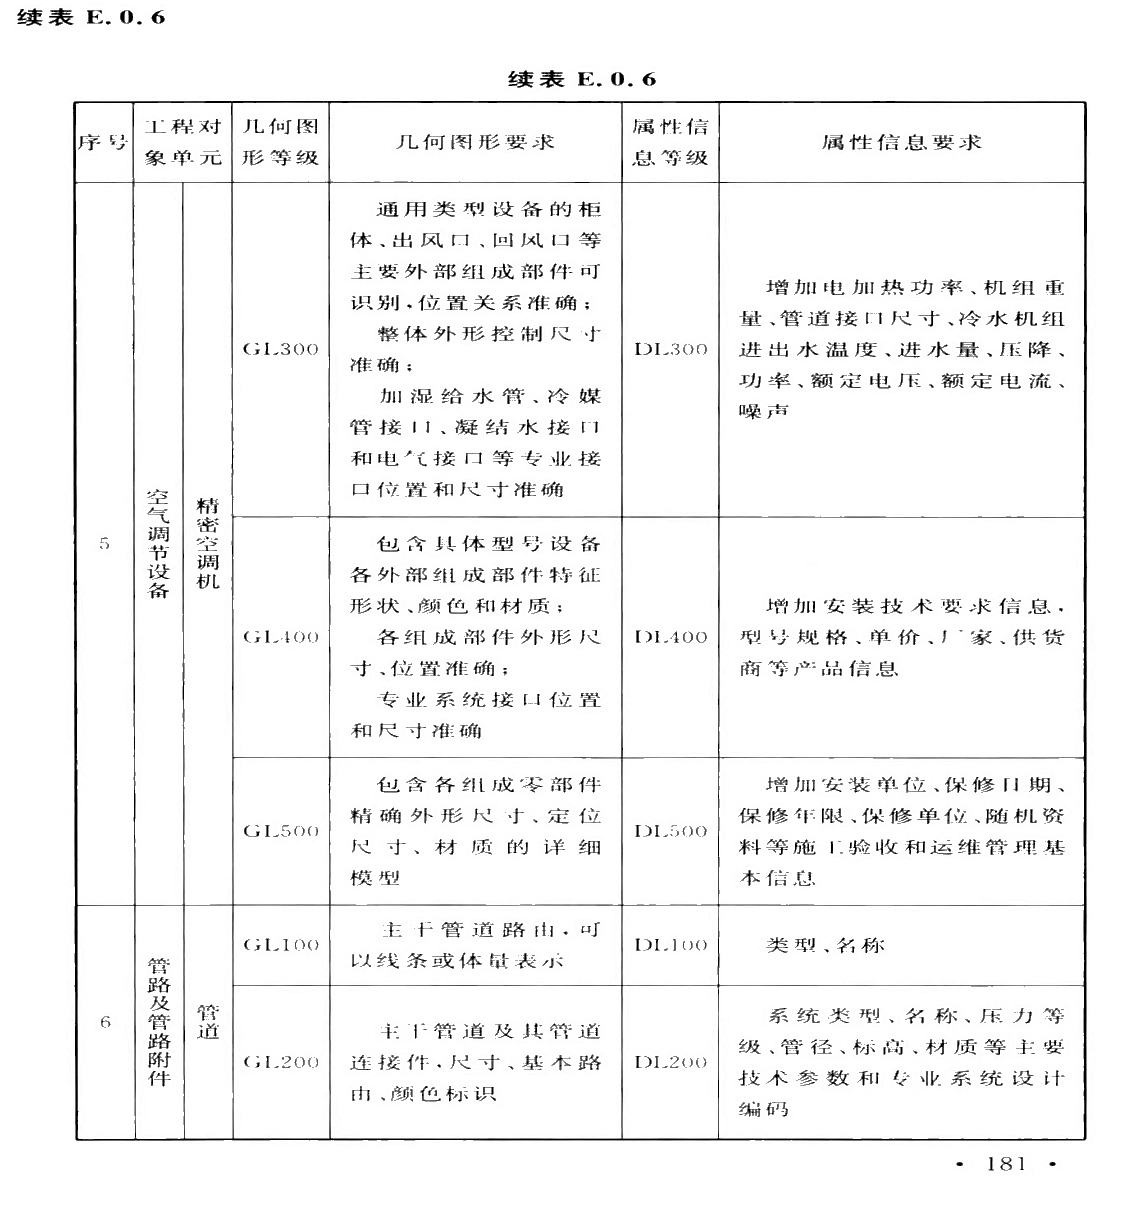 续表 E.0.6
续表 E.0.6
序号
工程对
象单元
几何图
形等级
几何图形要求
属性信
息等级
属性信息要求
5
空气调节设备
精密空调机
GL300
通用类型设备的柜
体、出风口、回风口等
主要外部组成部件可
识别,位置关系准确;
整体外形控制尺寸
准确;
加湿给水管、冷媒
管接口、凝结水接口
和电气接口等专业接
口位置和尺寸准确
DL300
增加电加热功率、机组重
量、管道接口尺寸、冷水机组
进出水温度、进水量、压降、
功率、额定电压、额定电流、
噪声
GL400
包含具体型号设备
各外部组成部件特征
形状、颜色和材质;
各组成部件外形尺
寸、位置准确;
专业系统接口位置
和尺寸准确
DL400
增加安装技术要求信息,
型号规格、单价、厂家、供货
商等产品信息
GL500
包含各组成零部件
精确外形尺寸、定位
尺寸、材质的详细
模型
DL500
增加安装单位、保修日期、
保修年限、保修单位、随机资
料等施工验收和运维管理基
本信息
6
管路及管路附件
管道
GL100
主干管道路由,可
以线条或体量表示
DL100
类型、名称
GL200
主干管道及其管道
连接件,尺寸、基本路
由、颜色标识
DL200
系统类型、名称、压力等
级、管径、标高、材质等主要
技术参数和专业系统设计
编码
· 181 ·